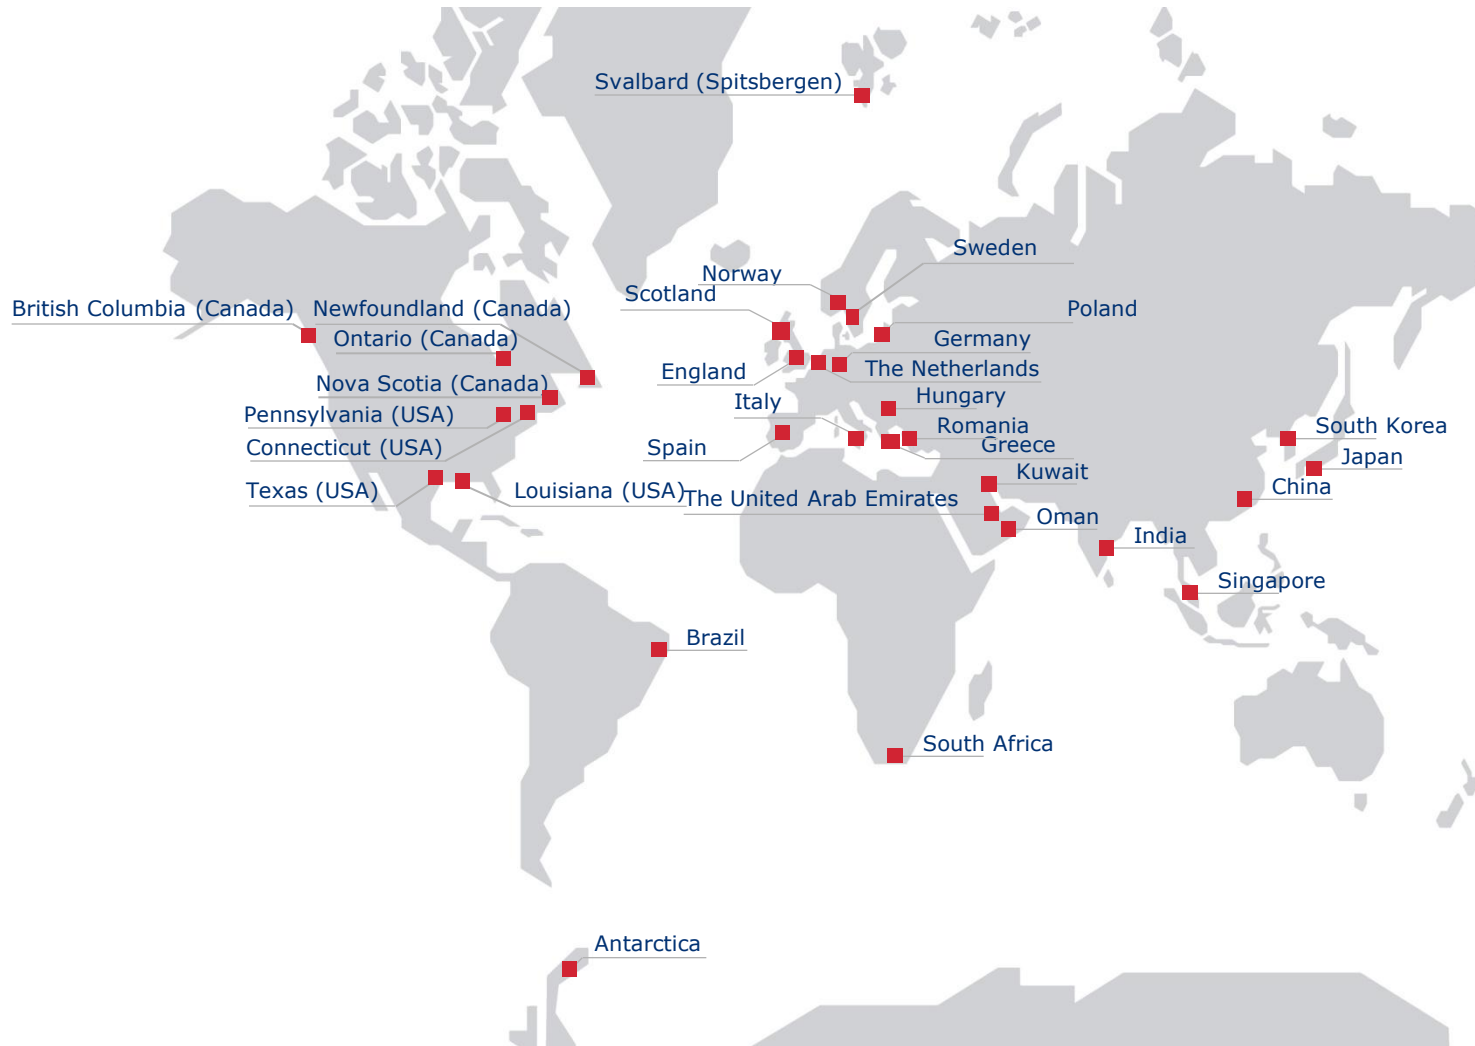 Svalbard (Spitsbergen)
Sweden
Norway
Scotland
British Columbia (Canada)
Newfoundland (Canada)
Poland
Ontario (Canada)
Germany
England
The Netherlands
Nova Scotia (Canada)
Hungary
Italy
Pennsylvania (USA)
Romania
South Korea
Connecticut (USA)
Spain
Greece
Japan
Kuwait
Texas (USA)
Louisiana (USA)
The United Arab Emirates
China
Oman
India
Singapore
Brazil
South Africa
Antarctica